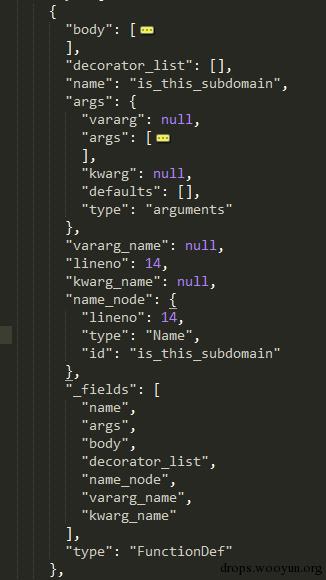 {
"body": [
],
"decorator_list": [],
"name": "is_this_subdomain",
"args": {
"vararg": null,
"args": [
],
"kwarg": null,
"defaults": [],
"type": "arguments"
},
"vararg_name": null,
"lineno": 14,
"kwarg_name": null,
"name_node": {
"lineno": 14,
"type": "Name",
"id": "is_this_subdomain"
},
"_fields": [
"name",
"args",
"body",
"decorator_list",
"name_node",
"vararg_name",
"kwarg_name"
],
"type": "FunctionDef"
},
drops.wooyun.org